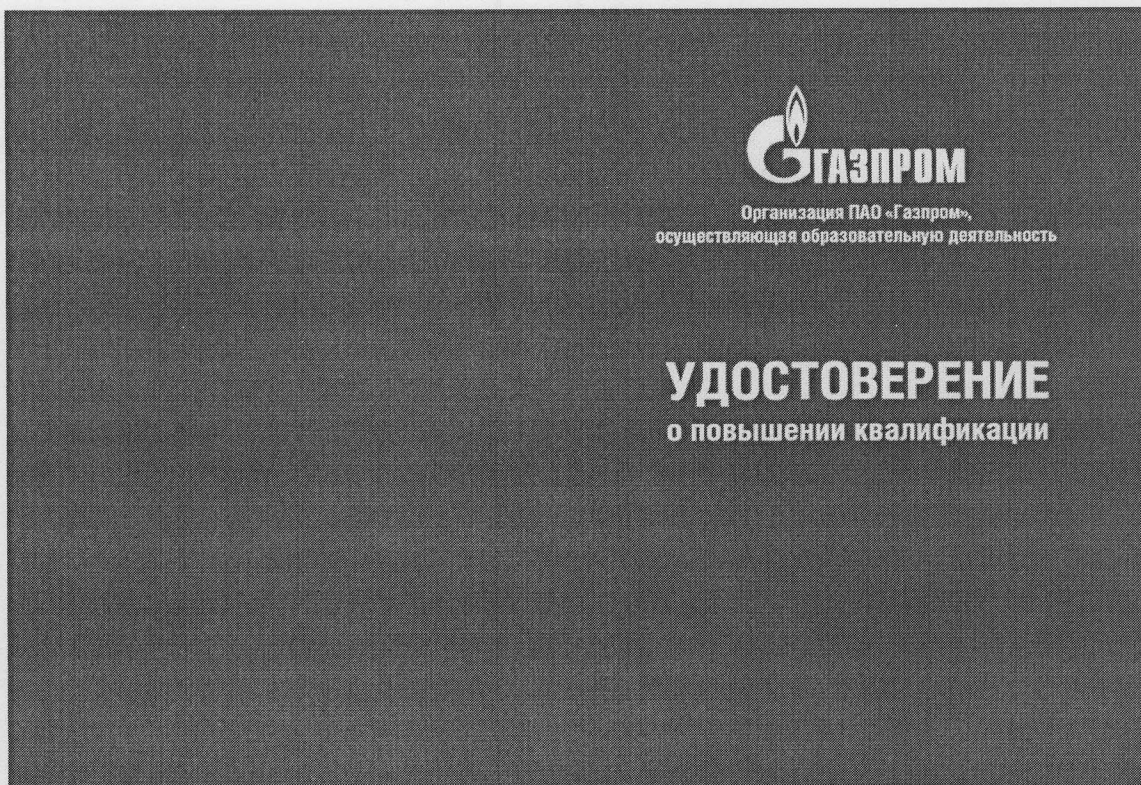 ГАЗПРОМ
Организация ПАО «Газпром»,
осуществляющая образовательную деятельность
УДОСТОВЕРЕНИЕ
о повышении квалификации